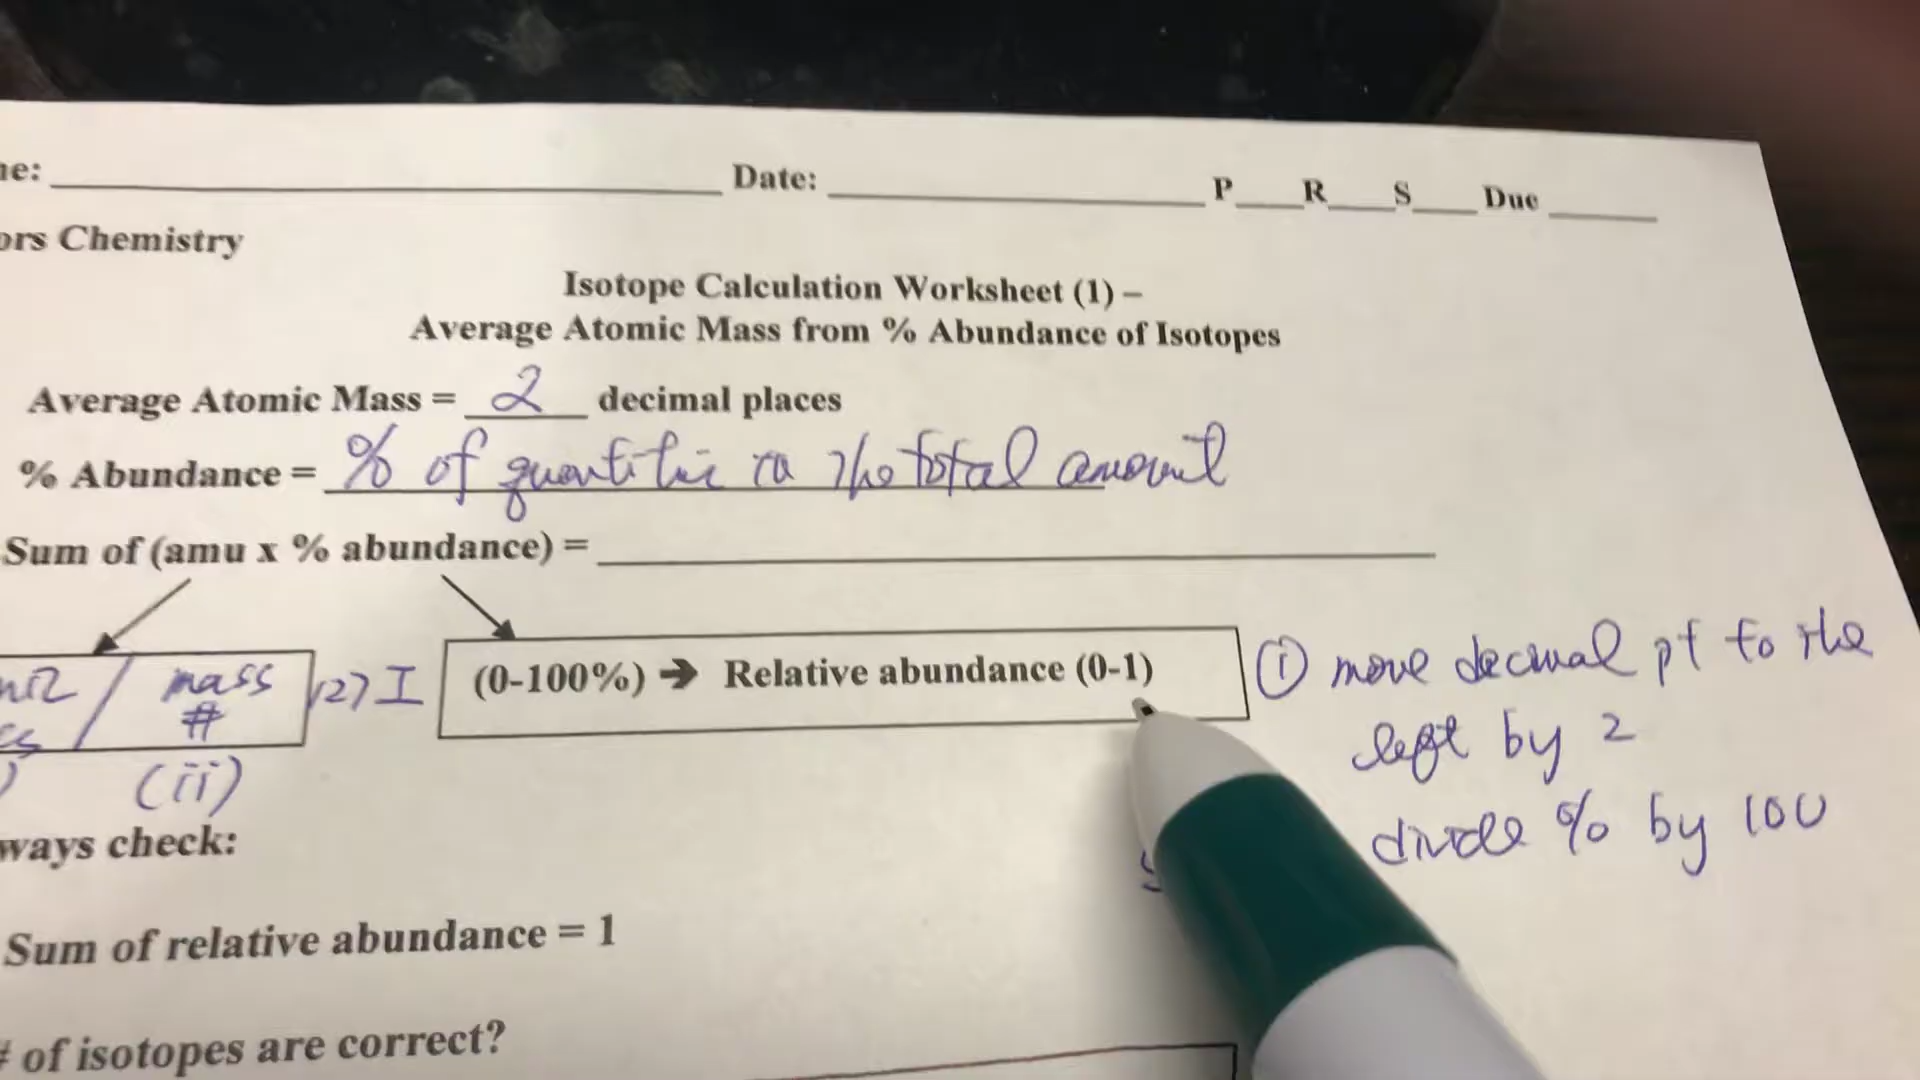 ne: Date: P R S Due
ors Chemistry
Isotope Calculation Worksheet (1) –
Average Atomic Mass from % Abundance of Isotopes
Average Atomic Mass = 2 decimal places
% Abundance = % of to the total amount
Sum of (amu x % abundance) =
/ mass # 127 I
(0-100%) ➔ Relative abundance (0-1)
① move decimal pt to the
left by 2
(ii)
divide % by 100
ways check:
Sum of relative abundance = 1
# of isotopes are correct?